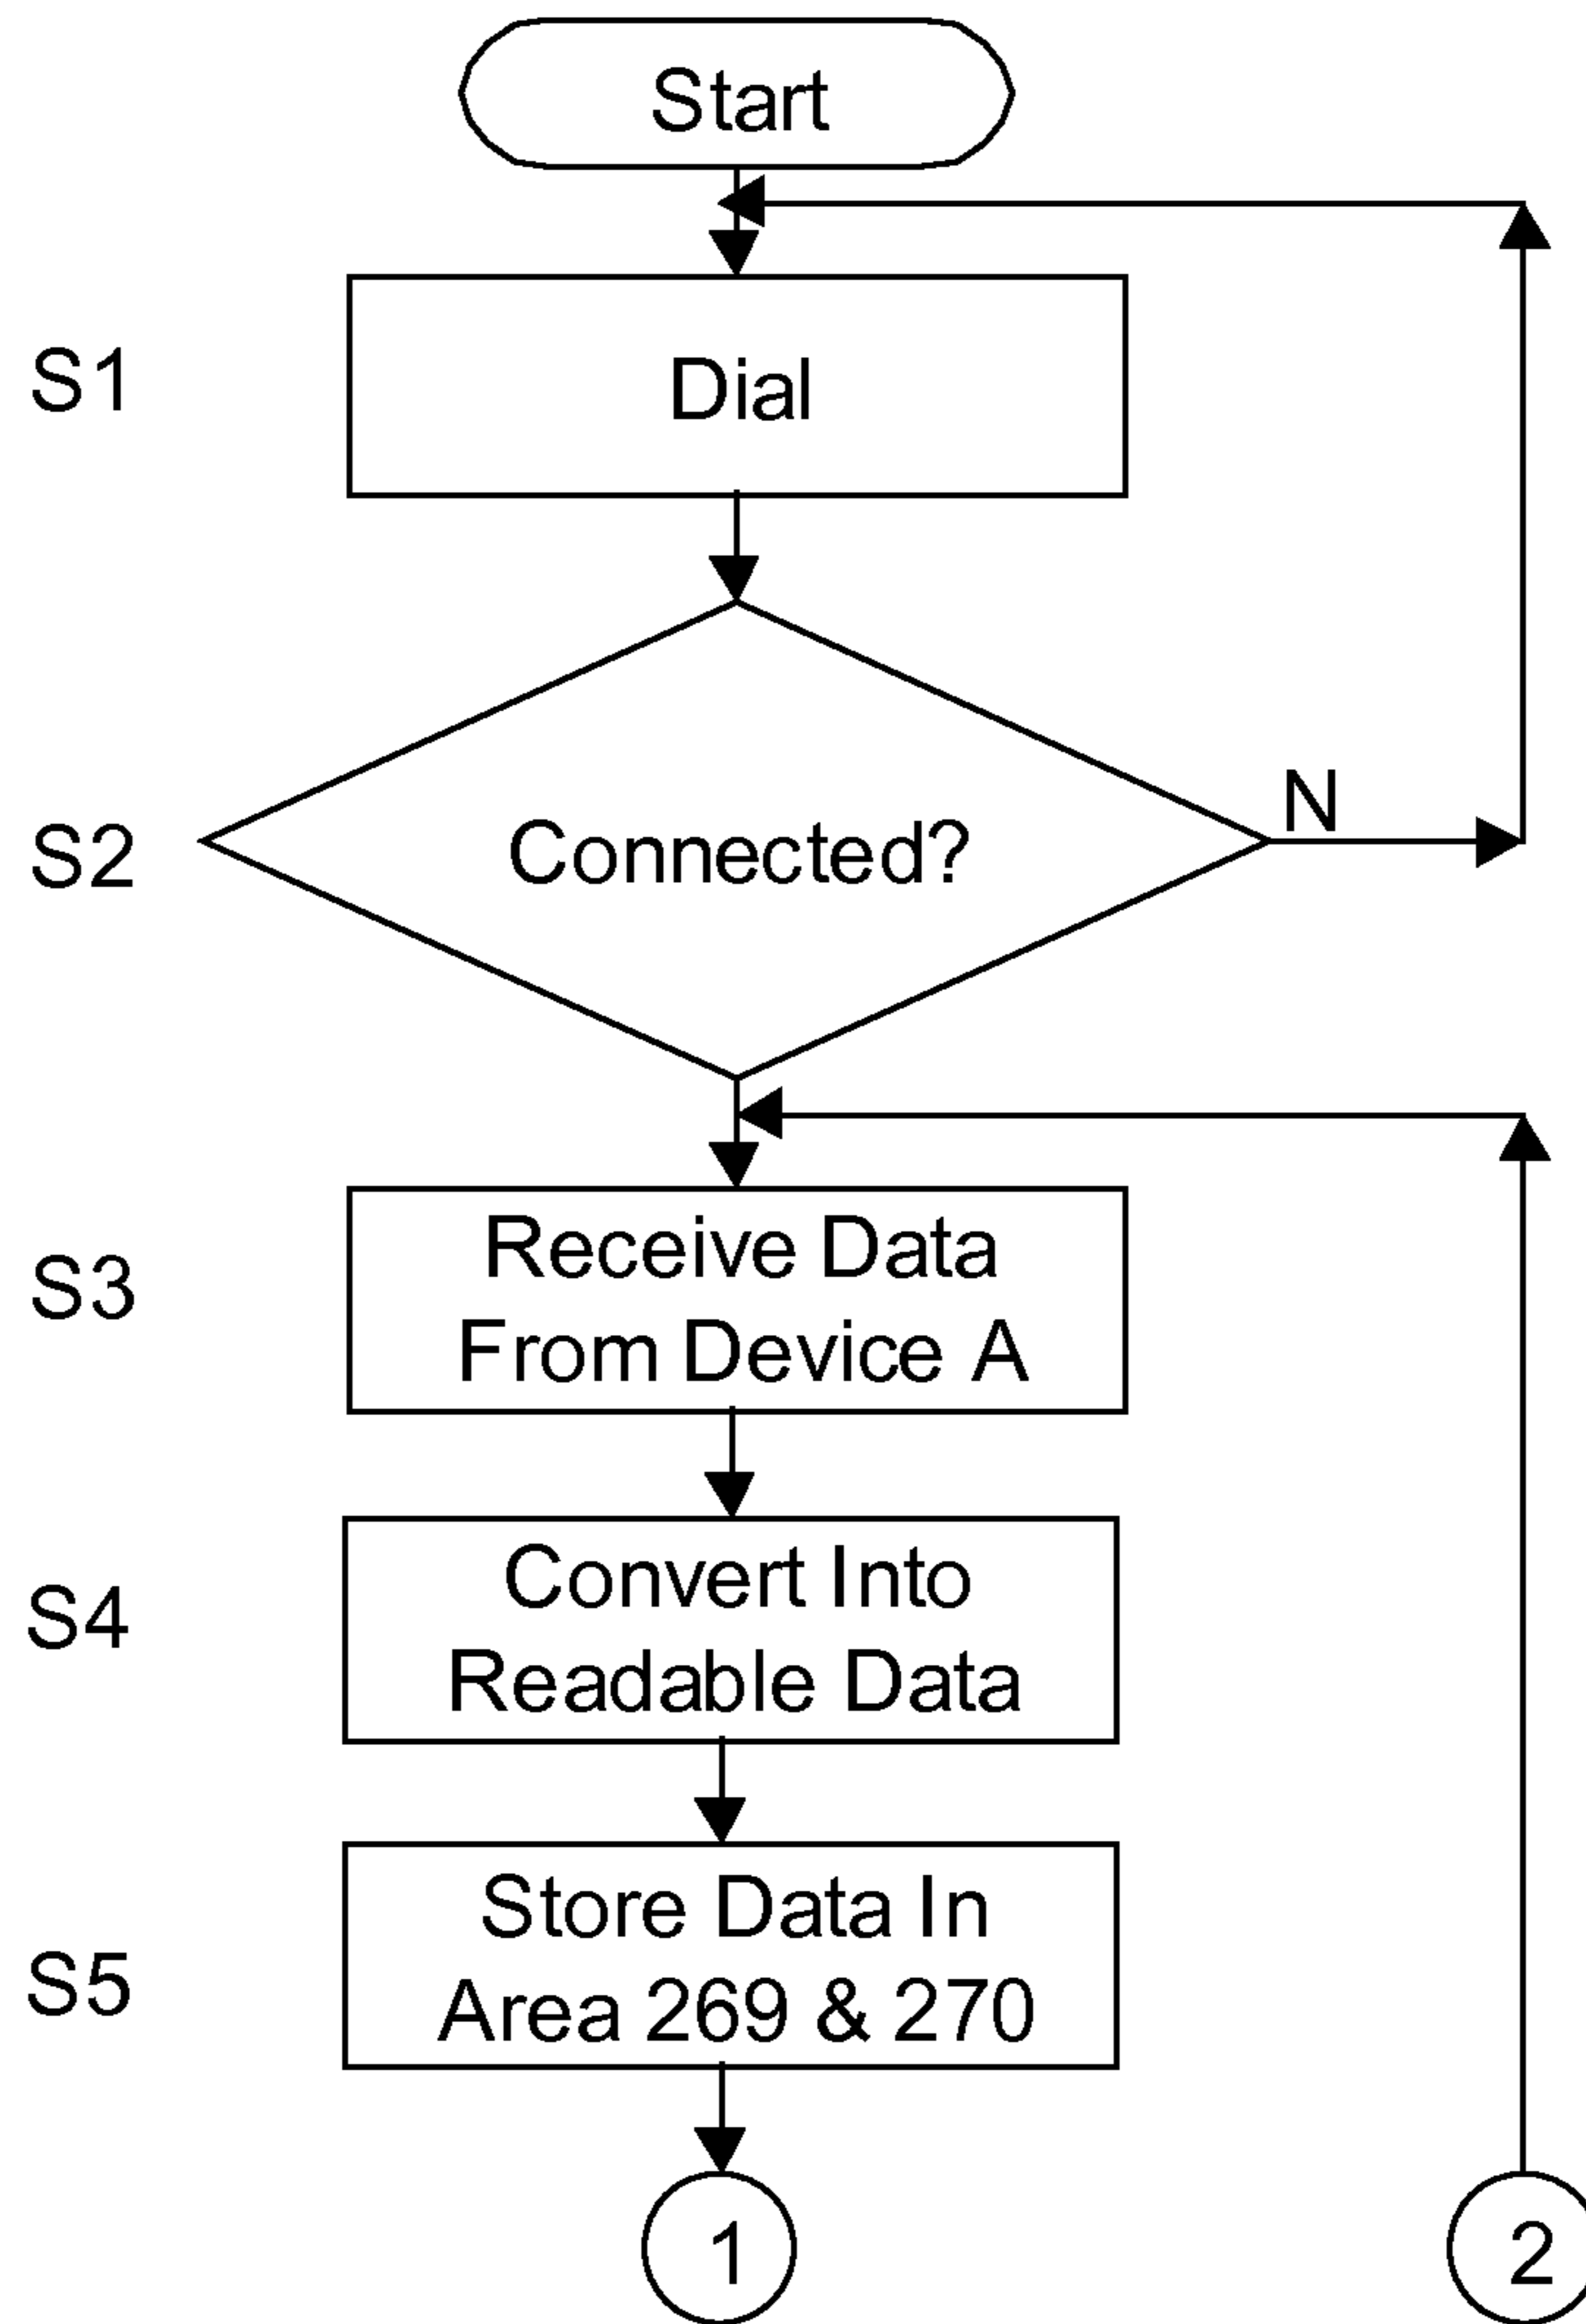 Start
S1
Dial
S2
Connected?
N
S3
Receive Data
From Device A
S4
Convert Into
Readable Data
S5
Store Data In
Area 269 & 270
1
2